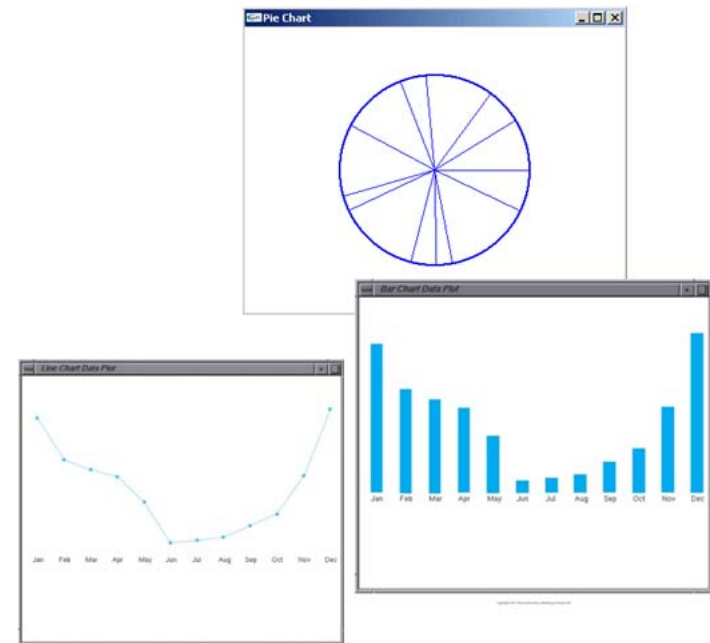 Pie Chart
Bar Chart Data Plot
Jan Feb Mar Apr May Jun Jul Aug Sep Oct Nov Dec
Line Chart Data Plot
Jan Feb Mar Apr May Jun Jul Aug Sep Oct Nov Dec